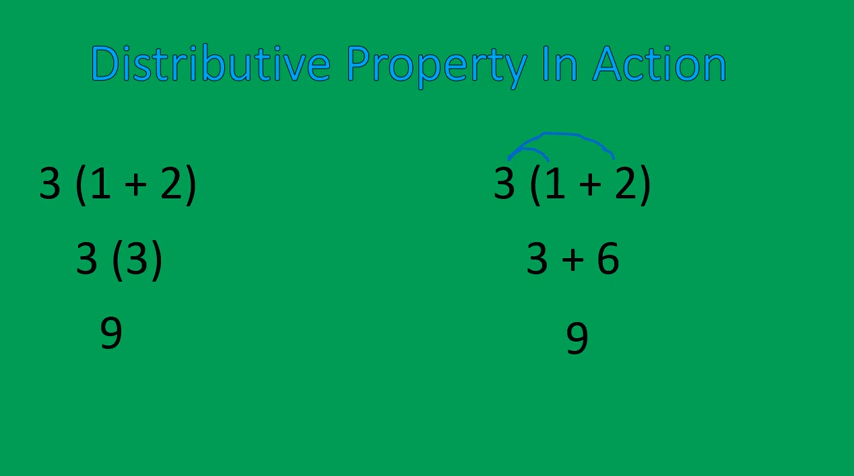 Distributive Property In Action
3 (1 + 2)
3 (3)
9
3 (1 + 2)
3 + 6
9